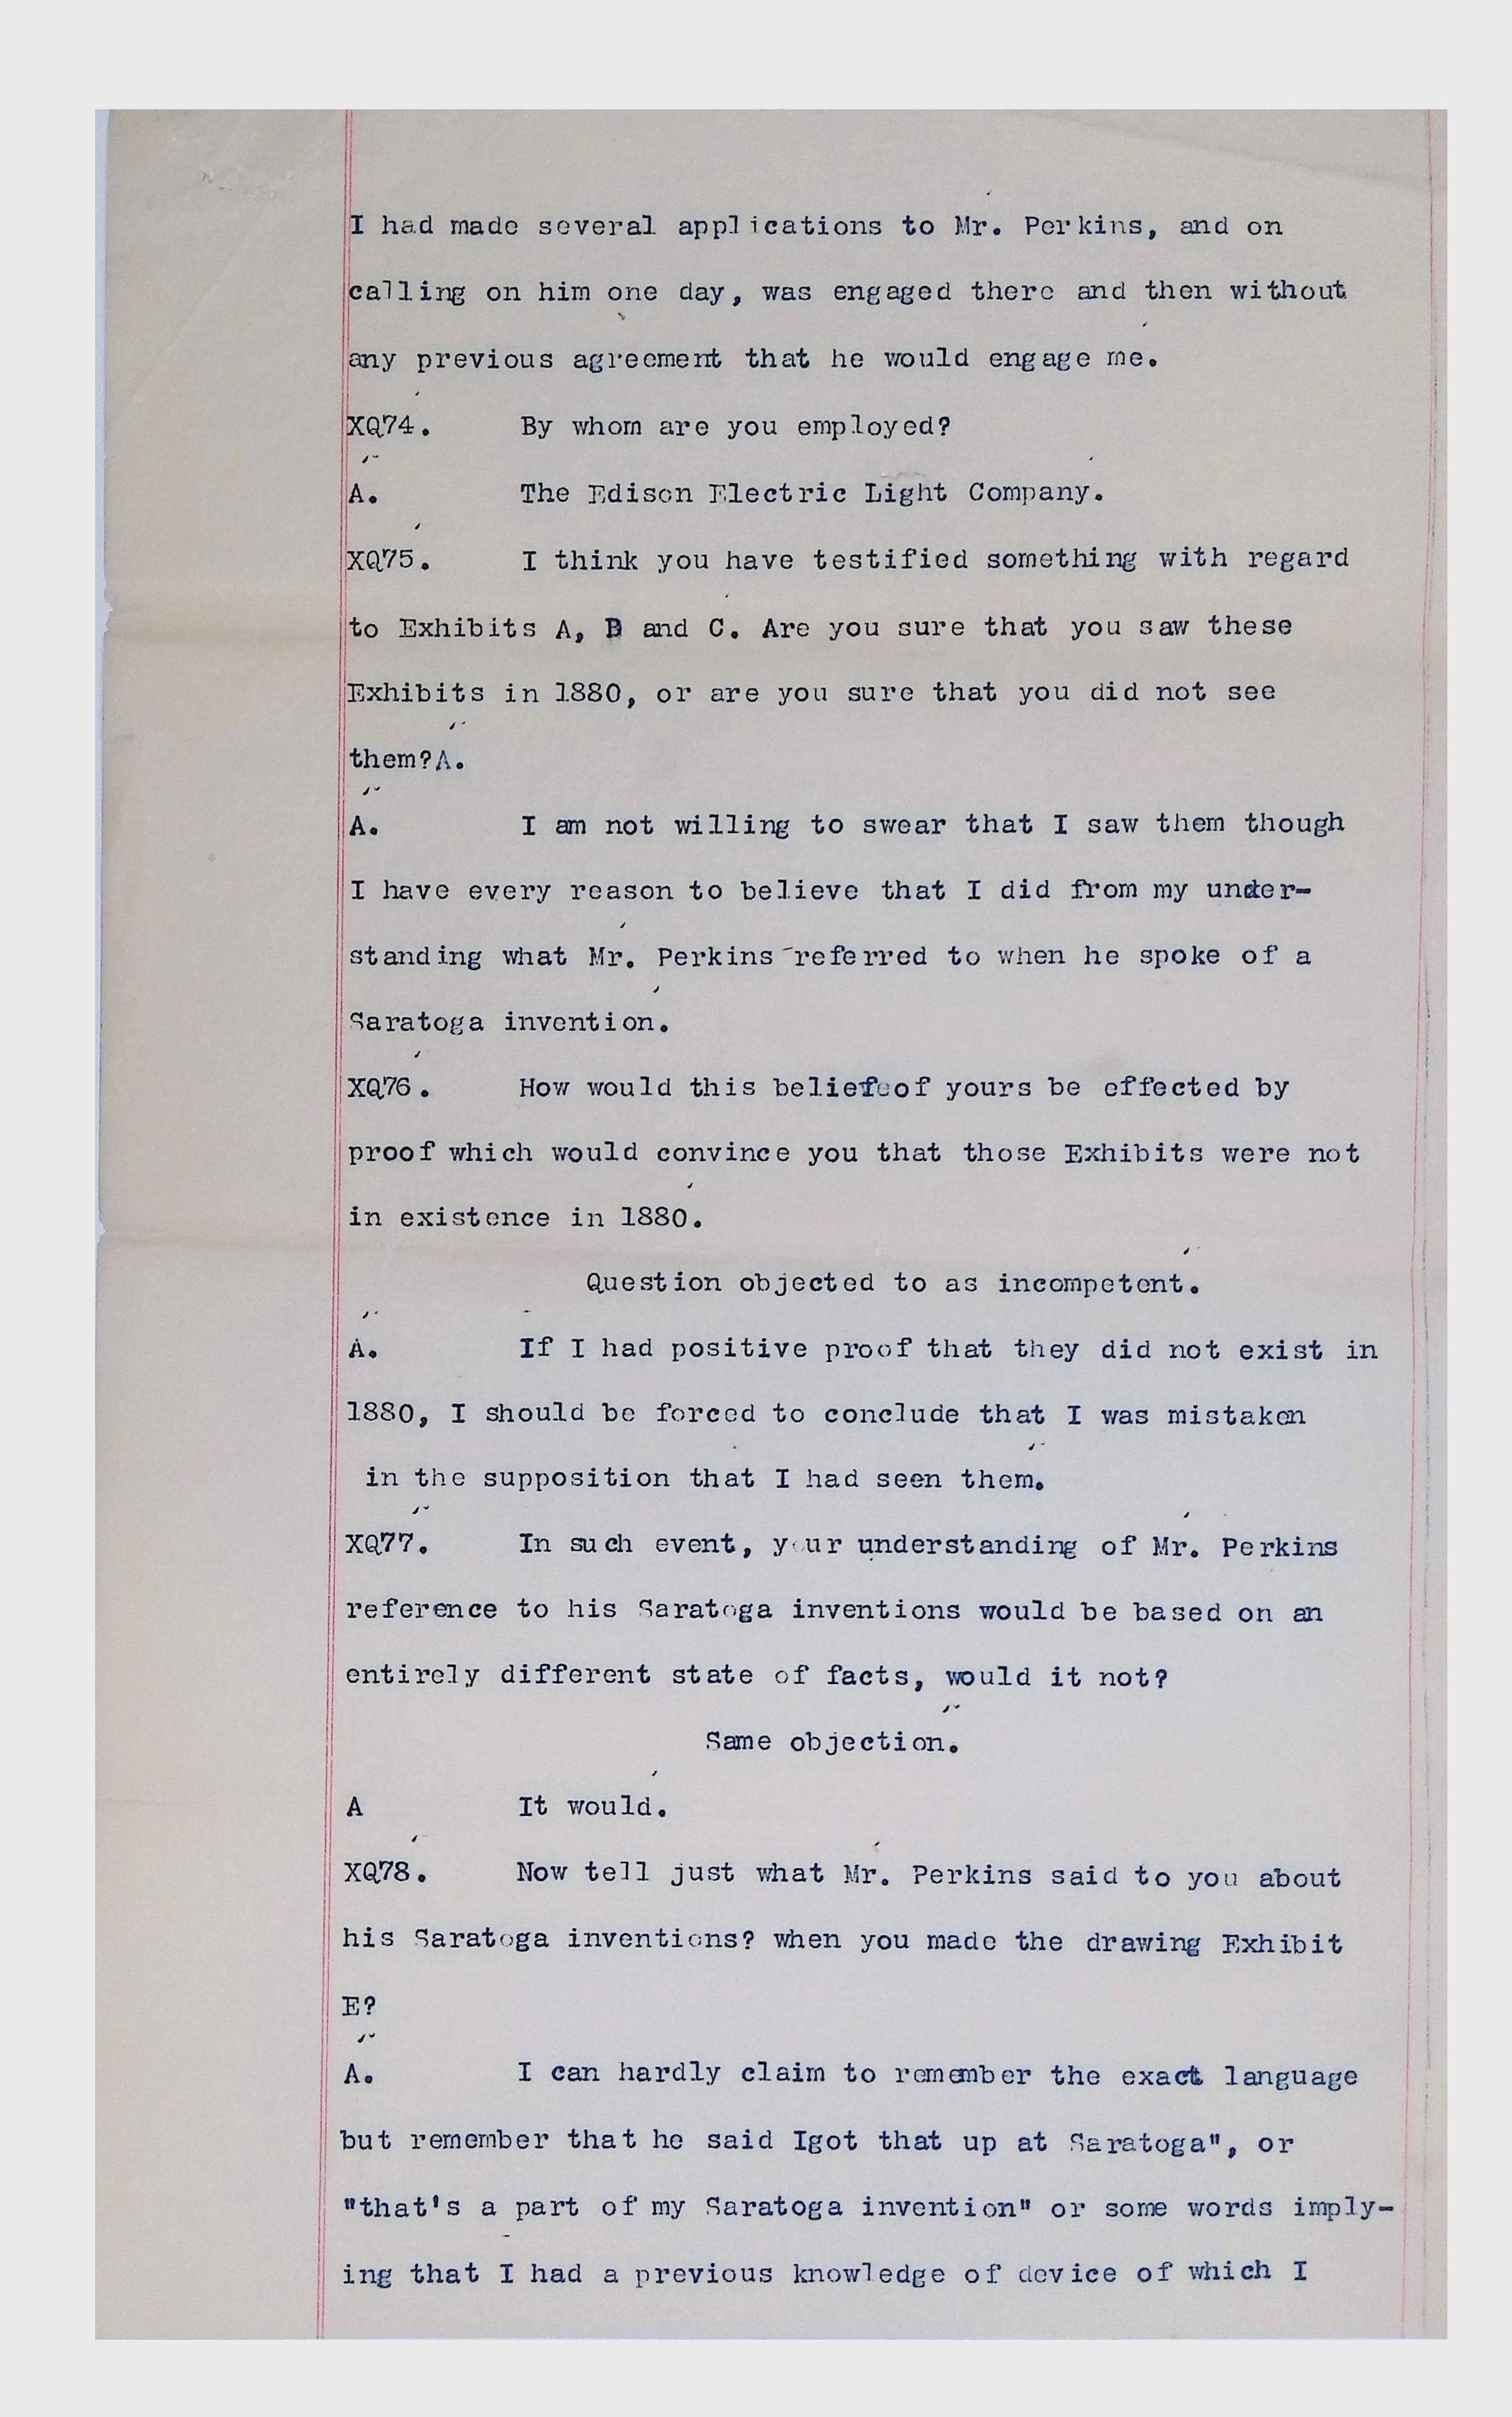 I had made several applications to Mr. Perkins, and on
calling on him one day, was engaged there and then without
any previous agreement that he would engage me.
XQ74. By whom are you employed?
A. The Edison Electric Light Company.
XQ75. I think you have testified something with regard
to Exhibits A, B and C. Are you sure that you saw these
Exhibits in 1880, or are you sure that you did not see
them?A.
A. I am not willing to swear that I saw them though
I have every reason to believe that I did from my under-
standing what Mr. Perkins referred to when he spoke of a
Saratoga invention.
XQ76. How would this belief of yours be effected by
proof which would convince you that those Exhibits were not
in existence in 1880.
Question objected to as incompetent.
A. If I had positive proof that they did not exist in
1880, I should be forced to conclude that I was mistaken
in the supposition that I had seen them.
XQ77. In such event, your understanding of Mr. Perkins
reference to his Saratoga inventions would be based on an
entirely different state of facts, would it not?
Same objection.
A It would.
XQ78. Now tell just what Mr. Perkins said to you about
his Saratoga inventions? when you made the drawing Exhibit
E?
A. I can hardly claim to remember the exact language
but remember that he said Igot that up at Saratoga", or
"that's a part of my Saratoga invention" or some words imply-
ing that I had a previous knowledge of device of which I